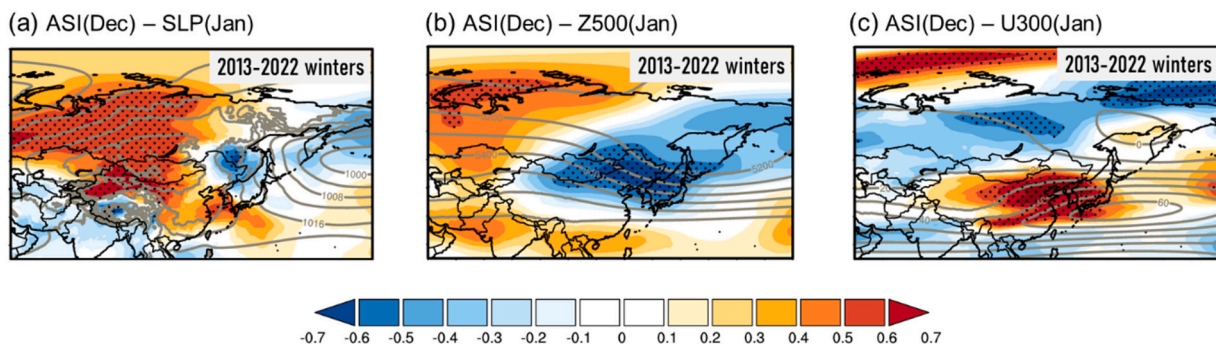 (a) ASI(Dec) – SLP(Jan)
(b) ASI(Dec) – Z500(Jan)
(c) ASI(Dec) – U300(Jan)
2013-2022 winters
2013-2022 winters
2013-2022 winters
1000
1008
1016
5400
5200
0
60
-0.7 -0.6 -0.5 -0.4 -0.3 -0.2 -0.1 0 0.1 0.2 0.3 0.4 0.5 0.6 0.7